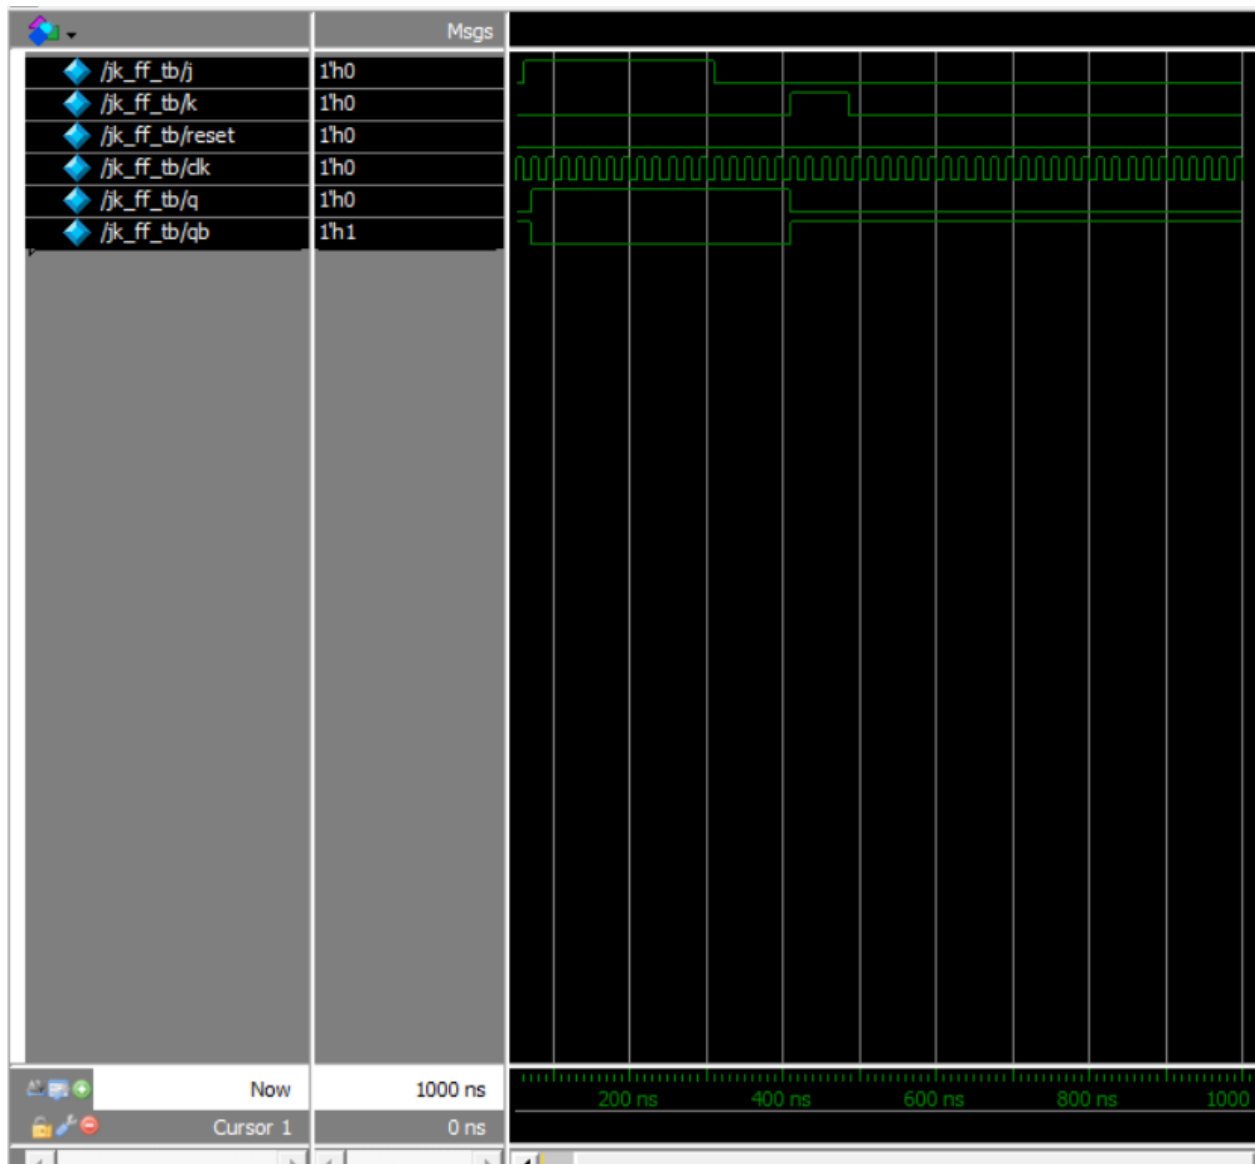 Msgs
/jk_ff_tb/j 1'h0
/jk_ff_tb/k 1'h0
/jk_ff_tb/reset 1'h0
/jk_ff_tb/clk 1'h0
/jk_ff_tb/q 1'h0
/jk_ff_tb/qb 1'h1
Now 1000 ns
200 ns 400 ns 600 ns 800 ns 1000
Cursor 1 0 ns